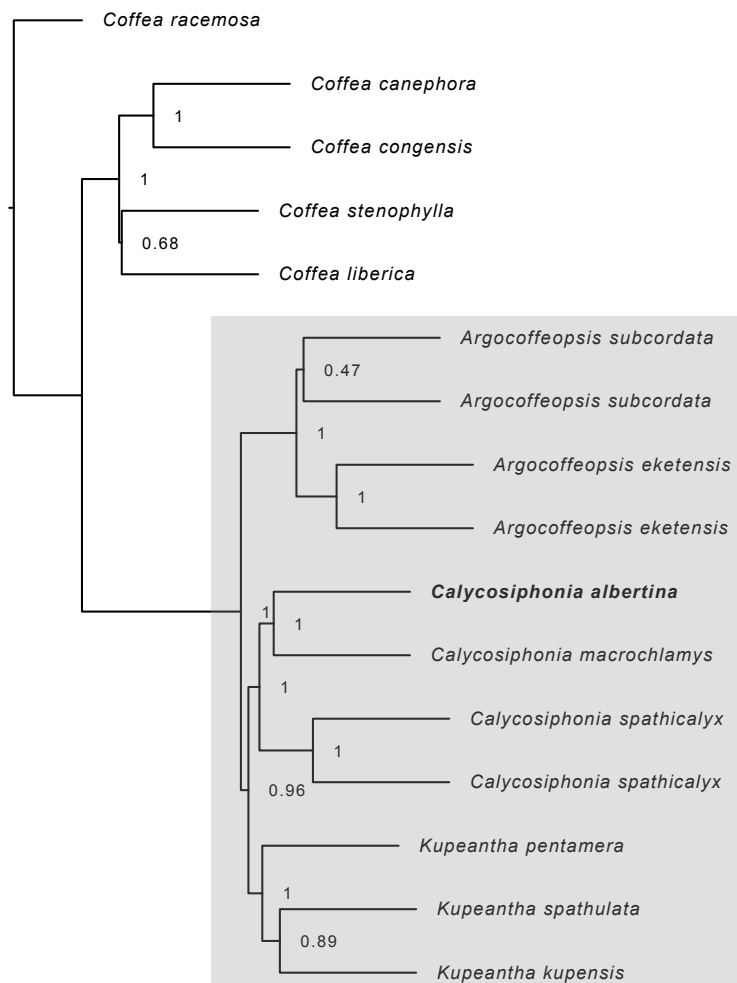 Coffea racemosa
Coffea canephora
1
Coffea congensis
1
Coffea stenophylla
0.68
Coffea liberica
Argocoffeopsis subcordata
0.47
Argocoffeopsis subcordata
1
Argocoffeopsis eketensis
1
Argocoffeopsis eketensis
Calycosiphonia albertina
1
1
Calycosiphonia macrochlamys
1
Calycosiphonia spathicalyx
1
Calycosiphonia spathicalyx
0.96
Kupeantha pentamera
1
Kupeantha spathulata
0.89
Kupeantha kupensis